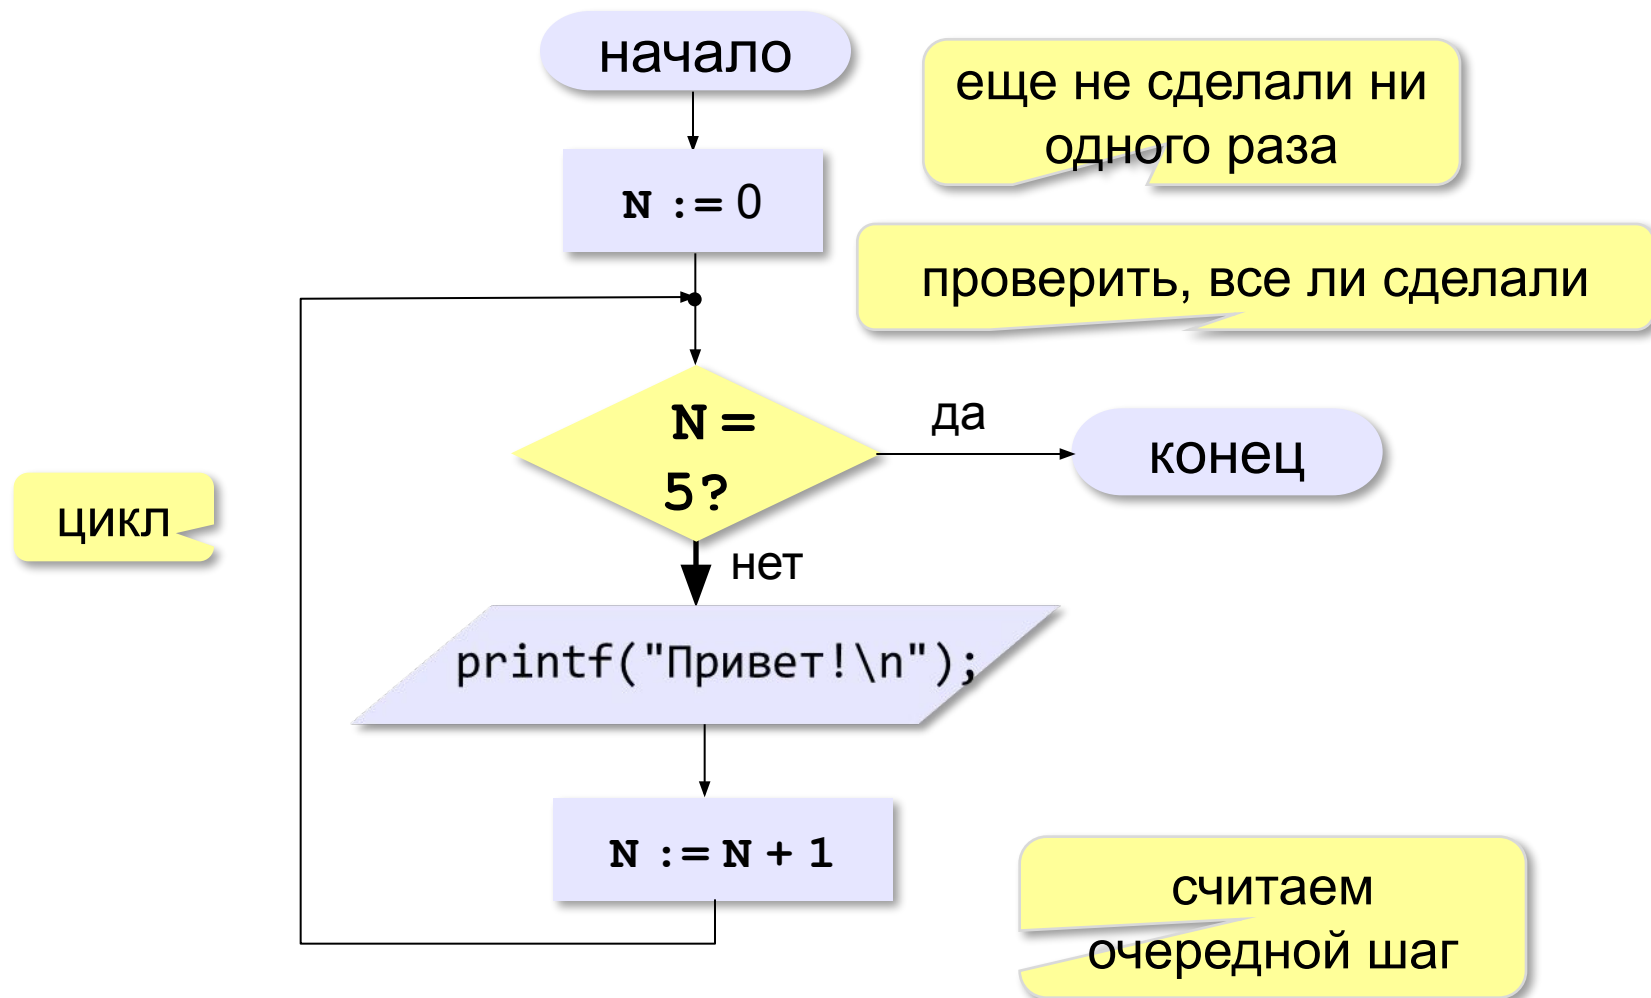 начало
еще не сделали ни
одного раза
N := 0
проверить, все ли сделали
N =
5?
да
конец
цикл
нет
printf("Привет!\n");
N := N + 1
считаем
очередной шаг